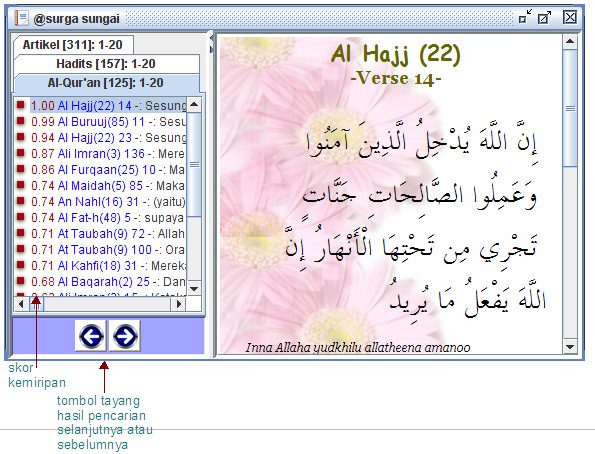 @surga sungai
Artikel [311]: 1-20
Hadits [157]: 1-20
Al-Qur'an [125]: 1-20
1.00 Al Hajj(22) 14 -: Sesung
0.99 Al Buruuj(85) 11 -: Sesun
0.94 Al Hajj(22) 23 -: Sesung
0.87 Ali Imran(3) 136 -: Mere
0.86 Al Furqaan(25) 10 -: Ma
0.74 Al Maidah(5) 85 -: Maka
0.74 An Nahl(16) 31 -: (yaitu)
0.74 Al Fat-h(48) 5 -: supaya
0.71 At Taubah(9) 72 -: Allah
0.71 At Taubah(9) 100 -: Ora
0.71 Al Kahfi(18) 31 -: Mereka
0.68 Al Baqarah(2) 25 -: Dan
Al Hajj (22)
-Verse 14-
إِنَّ اللَّهَ يُدْخِلُ الَّذِينَ آمَنُوا
وَعَمِلُوا الصَّالِحَاتِ جَنَّاتٍ
تَجْرِي مِن تَحْتِهَا الْأَنْهَارُ إِنَّ
اللَّهَ يَفْعَلُ مَا يُرِيدُ
Inna Allaha yudkhilu allatheena amanoo
skor
kemiripan
tombol tayang
hasil pencarian
selanjutnya atau
sebelumnya